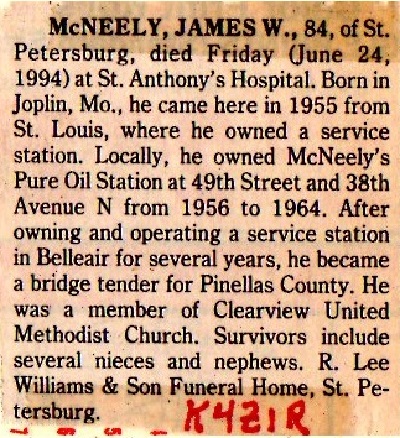 McNEELY, JAMES W., 84, of St.
Petersburg, died Friday (June 24,
1994) at St. Anthony's Hospital. Born in
Joplin, Mo., he came here in 1955 from
St. Louis, where he owned a service
station. Locally, he owned McNeely's
Pure Oil Station at 49th Street and 38th
Avenue N from 1956 to 1964. After
owning and operating a service station
in Belleair for several years, he became
a bridge tender for Pinellas County. He
was a member of Clearview United
Methodist Church. Survivors include
several nieces and nephews. R. Lee
Williams & Son Funeral Home, St. Pe-
tersburg.
K4ZIR